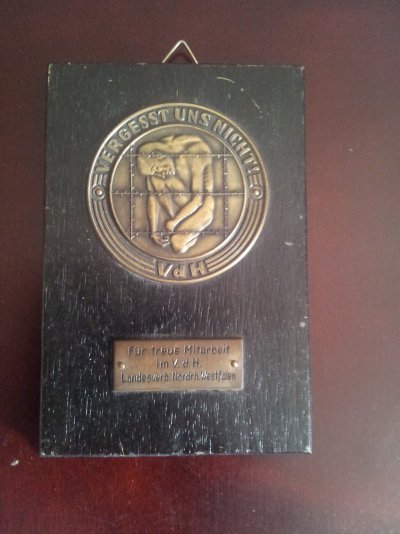 VERGESST UNS NICHT!
VdH
Für treue Mitarbeit
im V.d.H.
Landesverb. Nordrh. Westfalen